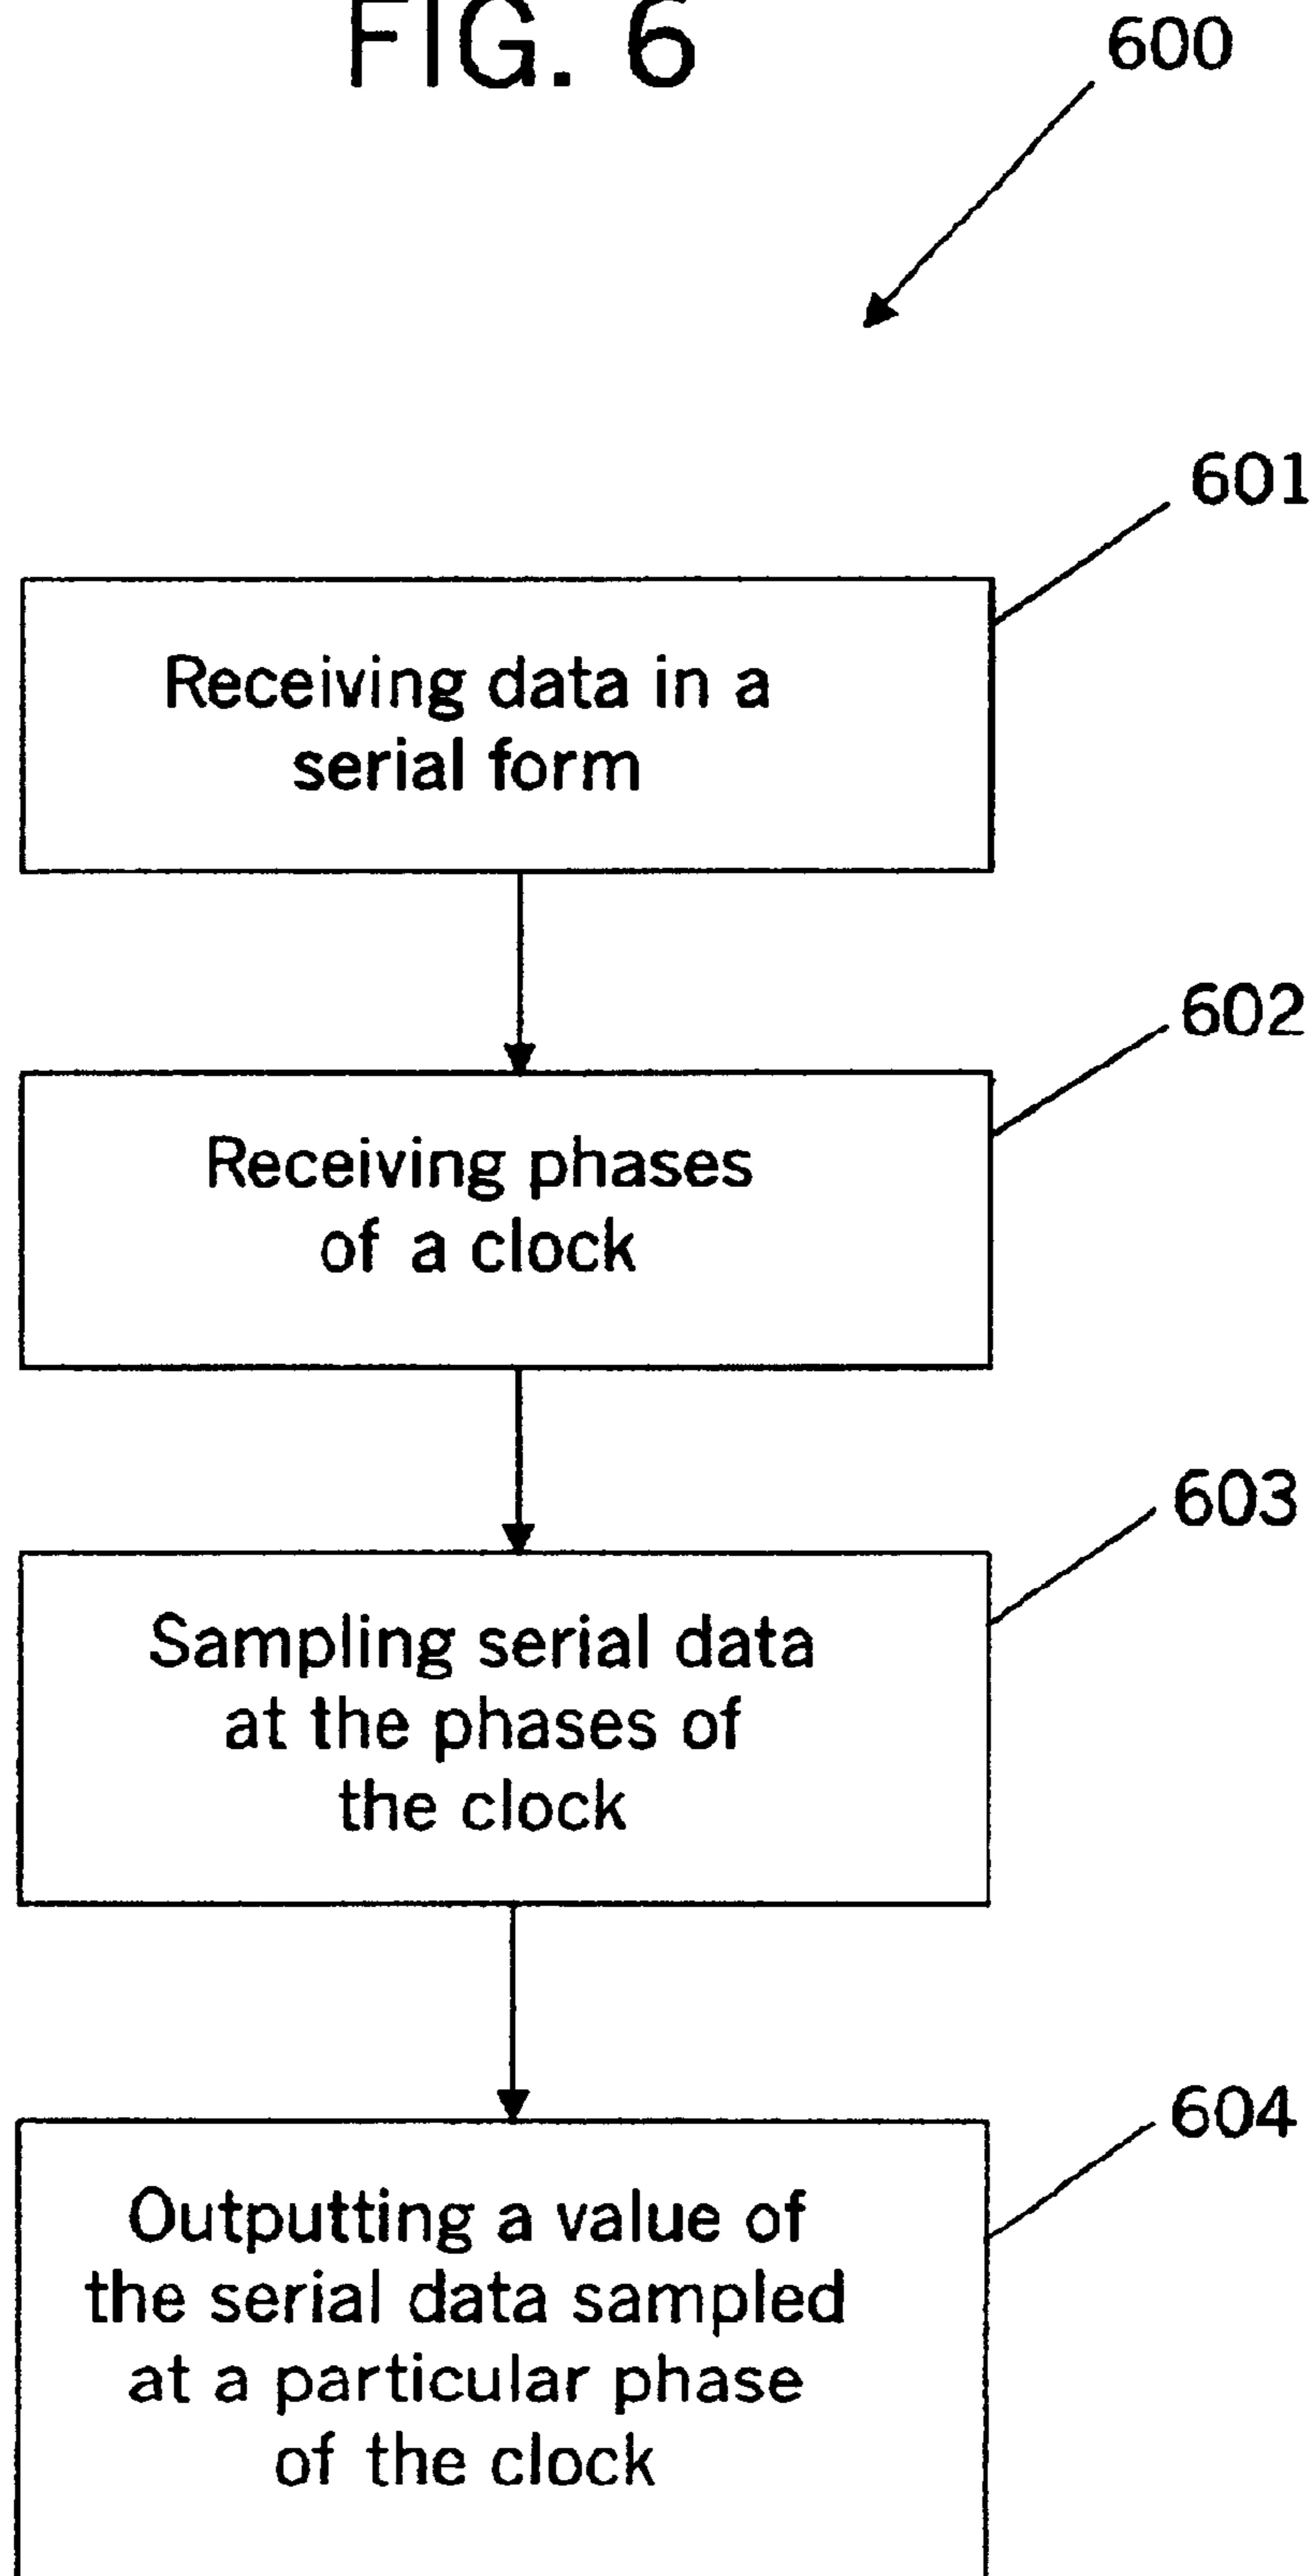 FIG. 6
600
601
Receiving data in a
serial form
602
Receiving phases
of a clock
603
Sampling serial data
at the phases of
the clock
604
Outputting a value of
the serial data sampled
at a particular phase
of the clock